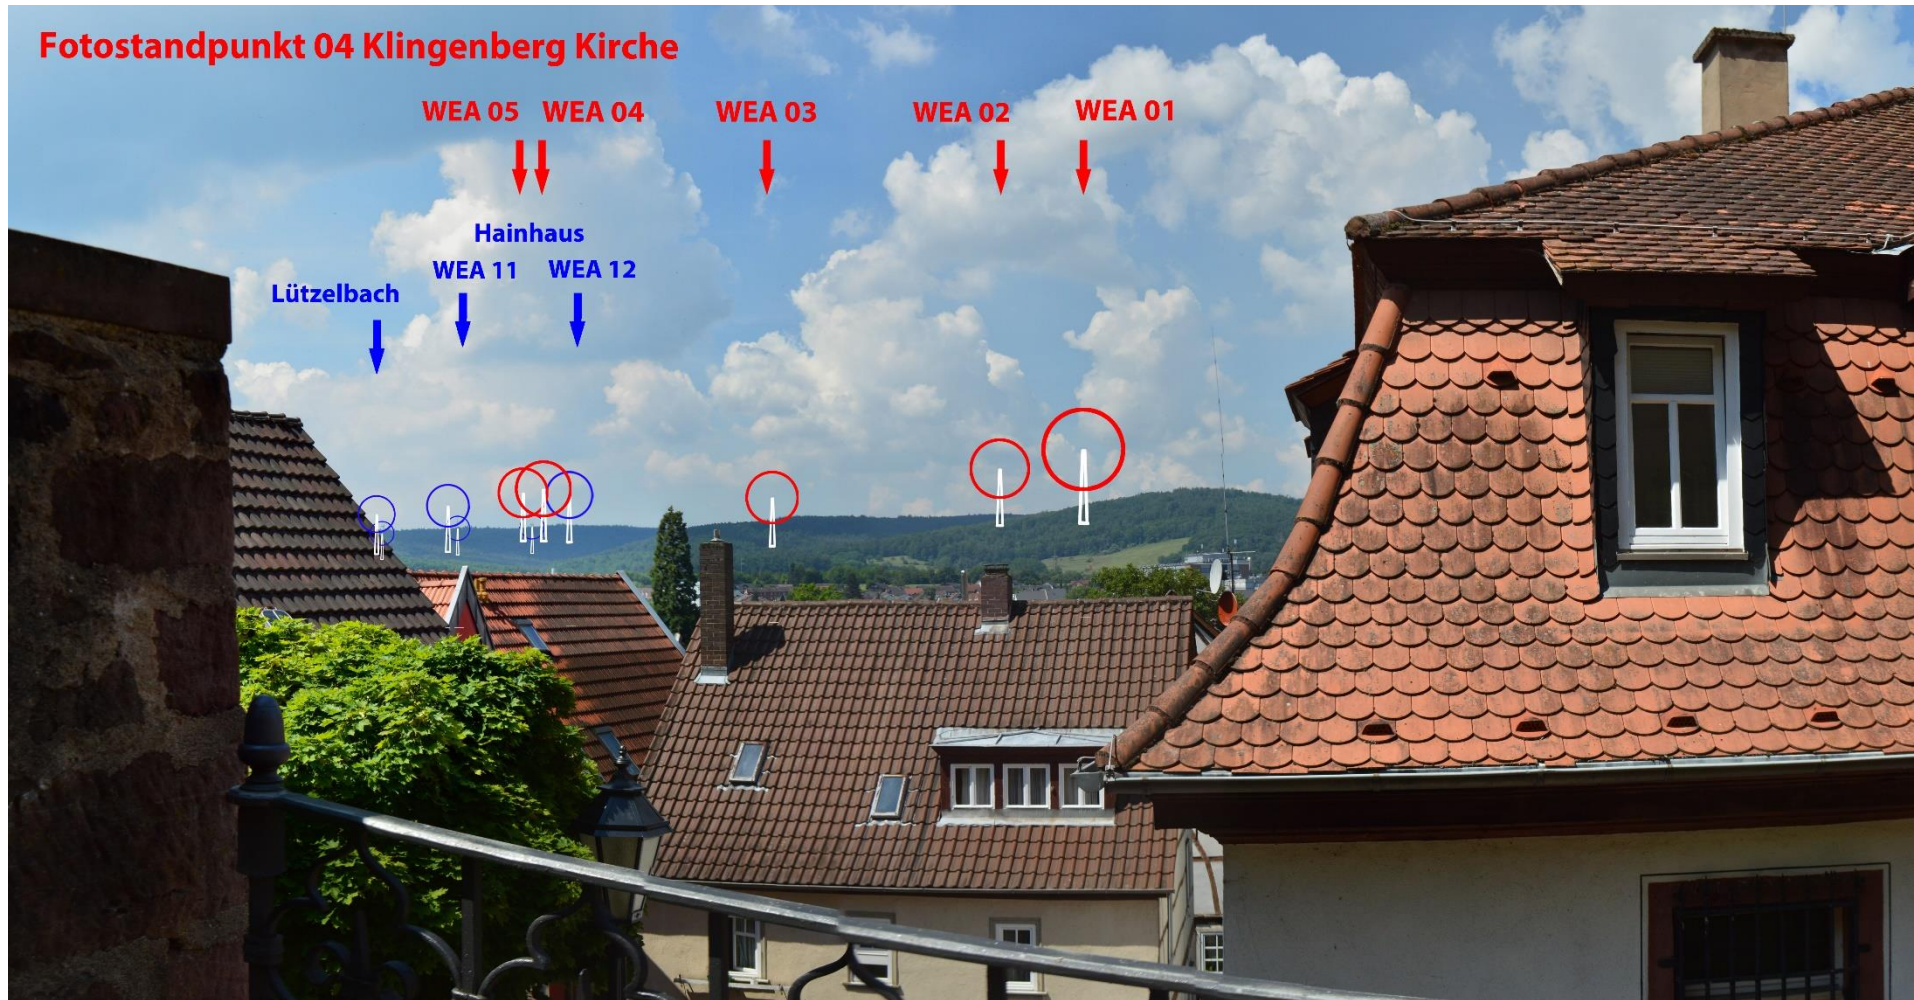 Fotostandpunkt 04 Klingenberg Kirche
WEA 05 WEA 04 WEA 03 WEA 02 WEA 01
Hainhaus
WEA 11 WEA 12
Lützelbach